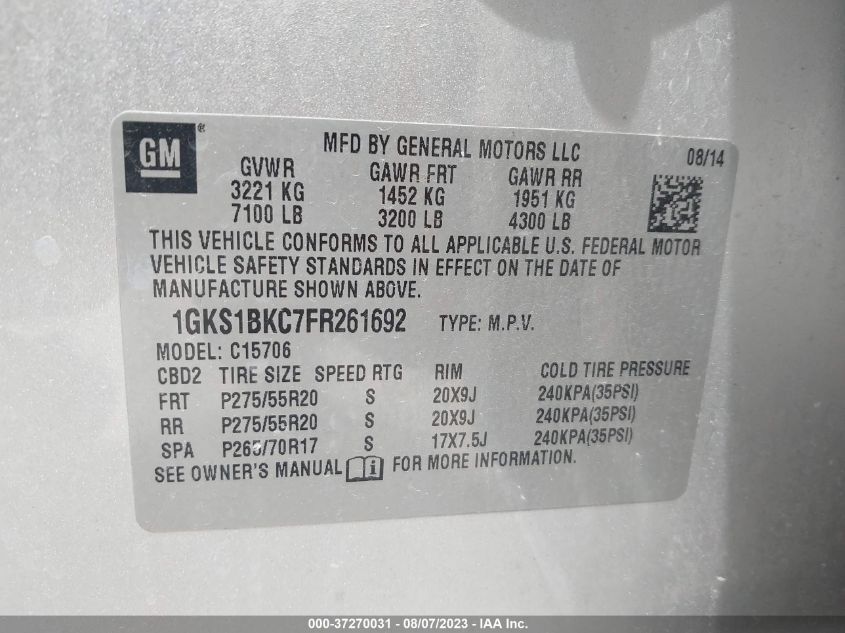 GM®
MFD BY GENERAL MOTORS LLC 08/14
GVWR GAWR FRT GAWR RR
3221 KG 1452 KG 1951 KG
7100 LB 3200 LB 4300 LB
THIS VEHICLE CONFORMS TO ALL APPLICABLE U.S. FEDERAL MOTOR
VEHICLE SAFETY STANDARDS IN EFFECT ON THE DATE OF
MANUFACTURE SHOWN ABOVE.
1GKS1BKC7FR261692 TYPE: M.P.V.
MODEL: C15706
CBD2 TIRE SIZE SPEED RTG RIM COLD TIRE PRESSURE
FRT P275/55R20 S 20X9J 240KPA(35PSI)
RR P275/55R20 S 20X9J 240KPA(35PSI)
SPA P265/70R17 S 17X7.5J 240KPA(35PSI)
SEE OWNER'S MANUAL i FOR MORE INFORMATION.
000-37270031 - 08/07/2023 - IAA Inc.